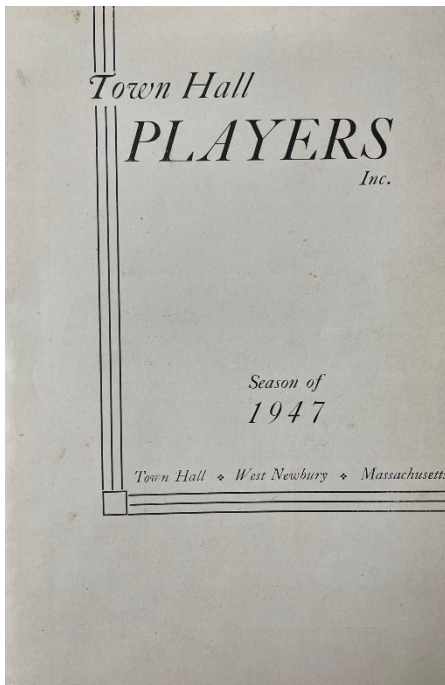 Town Hall
PLAYERS
Inc.
Season of
1947
Town Hall ❖ West Newbury ❖ Massachusetts